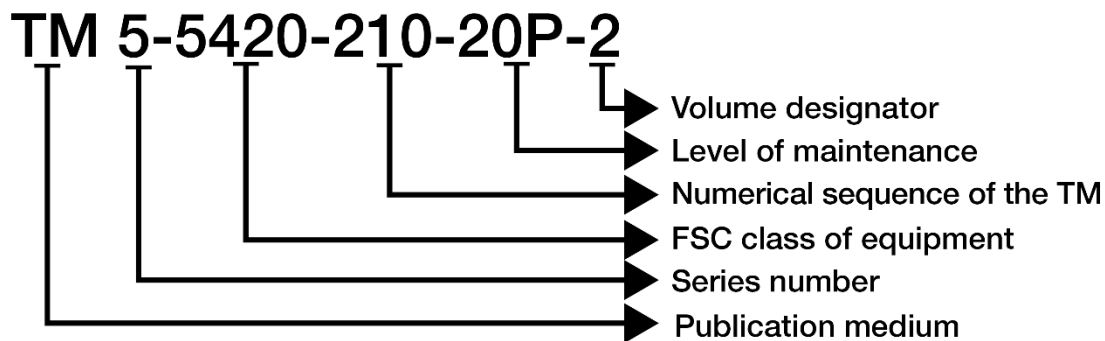 TM 5-5420-210-20P-2
Volume designator
Level of maintenance
Numerical sequence of the TM
FSC class of equipment
Series number
Publication medium